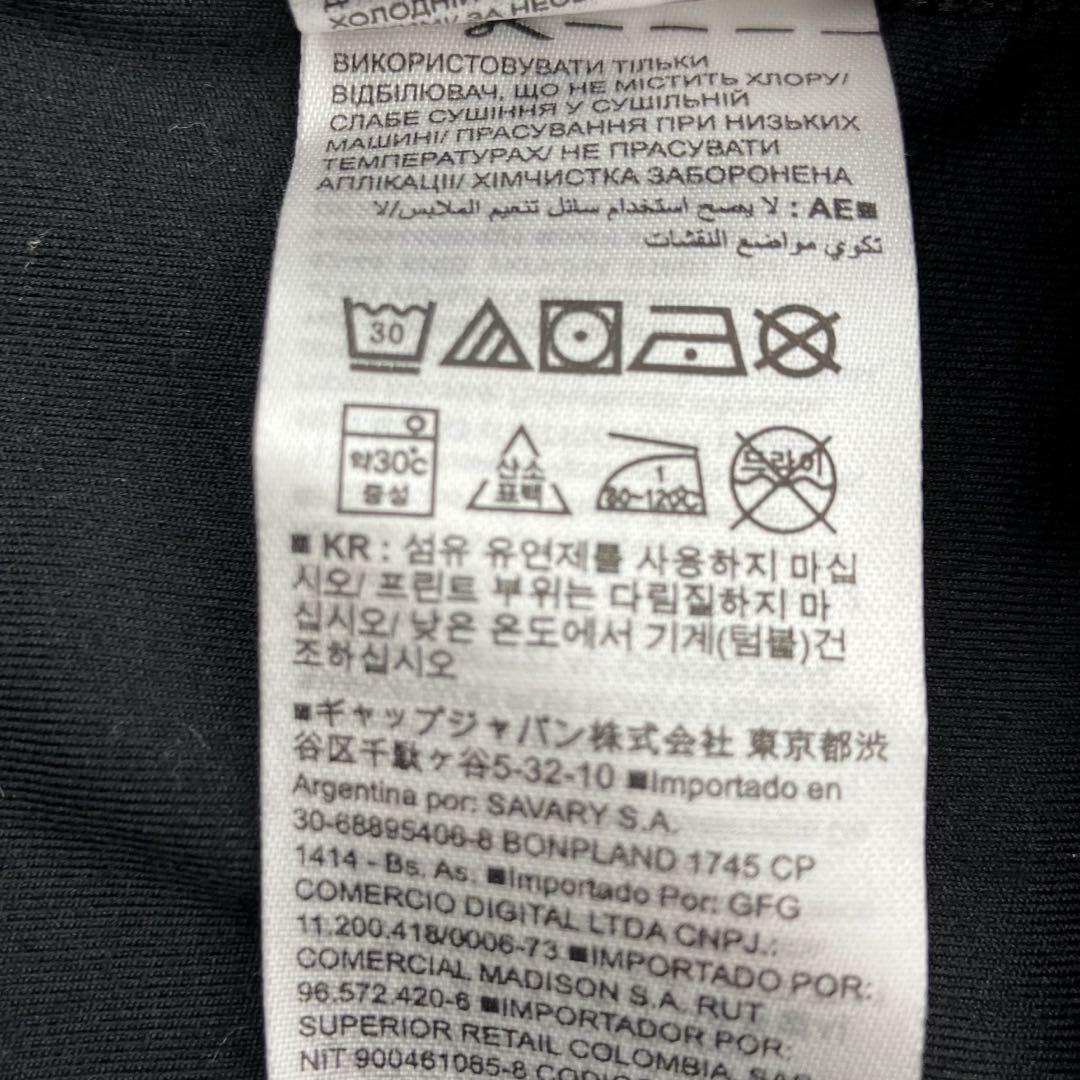 ХОЛОДНІЙ
ВИКОРИСТОВУВАТИ ТІЛЬКИ
ВІДБІЛЮВАЧ, ЩО НЕ МІСТИТЬ ХЛОРУ/
СЛАБЕ СУШІННЯ У СУШІЛЬНІЙ
МАШИНІ/ ПРАСУВАННЯ ПРИ НИЗЬКИХ
ТЕМПЕРАТУРАХ/ НЕ ПРАСУВАТИ
АПЛІКАЦІІ/ ХІМЧИСТКА ЗАБОРОНЕНА
■AE : لا يصح استخدام سائل تنعيم الملابس/لا
تكوي مواضع النقشات
30
약30℃
중성
산소
표백
1
80~120℃
드라이
■ KR : 섬유 유연제를 사용하지 마십
시오/ 프린트 부위는 다림질하지 마
십시오/ 낮은 온도에서 기계(텀블)건
조하십시오
■ギャップジャパン株式会社 東京都渋
谷区千駄ヶ谷5-32-10 ■Importado en
Argentina por: SAVARY S.A.
30-68895406-8 BONPLAND 1745 CP
1414 - Bs. As. ■Importado Por: GFG
COMERCIO DIGITAL LTDA CNPJ.:
11.200.418/0006-73 ■IMPORTADO POR:
COMERCIAL MADISON S.A. RUT
96.572.420-6 ■IMPORTADOR POR:
SUPERIOR RETAIL COLOMBIA, SAS
NIT 900461085-8